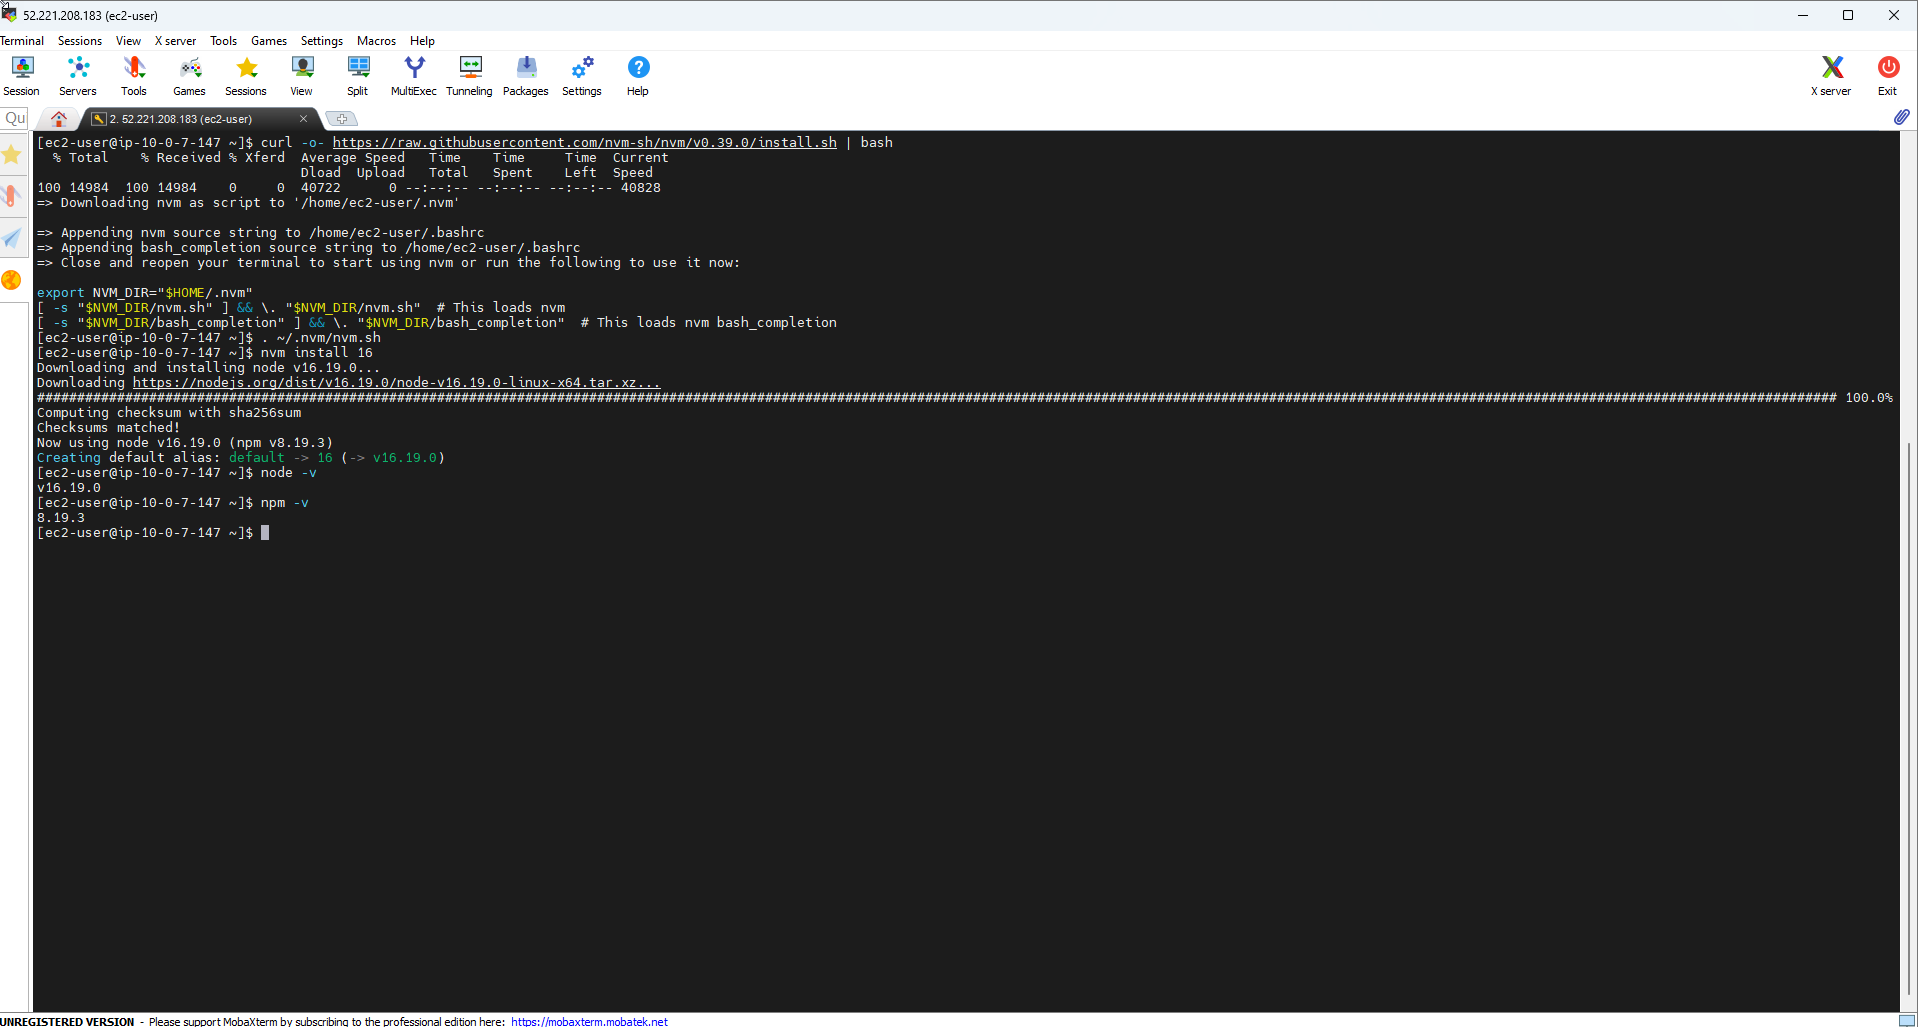 52.221.208.183 (ec2-user)
Terminal Sessions View X server Tools Games Settings Macros Help
Session Servers Tools Games Sessions View Split MultiExec Tunneling Packages Settings Help X server Exit
Qu 2. 52.221.208.183 (ec2-user)
[ec2-user@ip-10-0-7-147 ~]$ curl -o- https://raw.githubusercontent.com/nvm-sh/nvm/v0.39.0/install.sh | bash
% Total % Received % Xferd Average Speed Time Time Time Current
Dload Upload Total Spent Left Speed
100 14984 100 14984 0 0 40722 0 --:--:-- --:--:-- --:--:-- 40828
=> Downloading nvm as script to '/home/ec2-user/.nvm'
=> Appending nvm source string to /home/ec2-user/.bashrc
=> Appending bash_completion source string to /home/ec2-user/.bashrc
=> Close and reopen your terminal to start using nvm or run the following to use it now:
export NVM_DIR="$HOME/.nvm"
[ -s "$NVM_DIR/nvm.sh" ] && \. "$NVM_DIR/nvm.sh" # This loads nvm
[ -s "$NVM_DIR/bash_completion" ] && \. "$NVM_DIR/bash_completion" # This loads nvm bash_completion
[ec2-user@ip-10-0-7-147 ~]$ . ~/.nvm/nvm.sh
[ec2-user@ip-10-0-7-147 ~]$ nvm install 16
Downloading and installing node v16.19.0...
Downloading https://nodejs.org/dist/v16.19.0/node-v16.19.0-linux-x64.tar.xz...
################################################################################################################################################################################################################################# 100.0%
Computing checksum with sha256sum
Checksums matched!
Now using node v16.19.0 (npm v8.19.3)
Creating default alias: default -> 16 (-> v16.19.0)
[ec2-user@ip-10-0-7-147 ~]$ node -v
v16.19.0
[ec2-user@ip-10-0-7-147 ~]$ npm -v
8.19.3
[ec2-user@ip-10-0-7-147 ~]$
UNREGISTERED VERSION - Please support MobaXterm by subscribing to the professional edition here: https://mobaxterm.mobatek.net